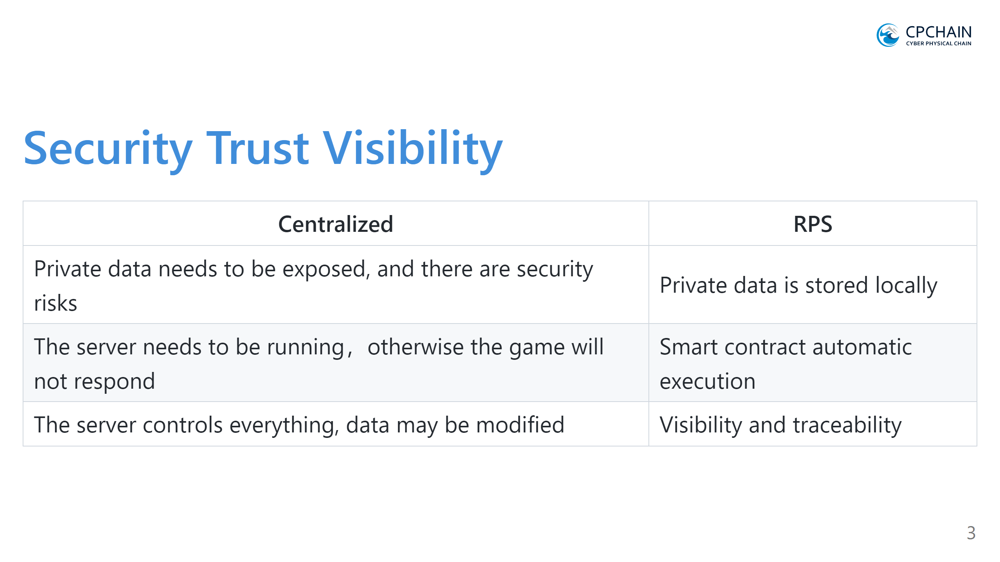 CPCHAIN
CYBER PHYSICAL CHAIN
Security Trust Visibility
Centralized
RPS
Private data needs to be exposed, and there are security
risks
Private data is stored locally
The server needs to be running，otherwise the game will
not respond
Smart contract automatic
execution
The server controls everything, data may be modified
Visibility and traceability
3